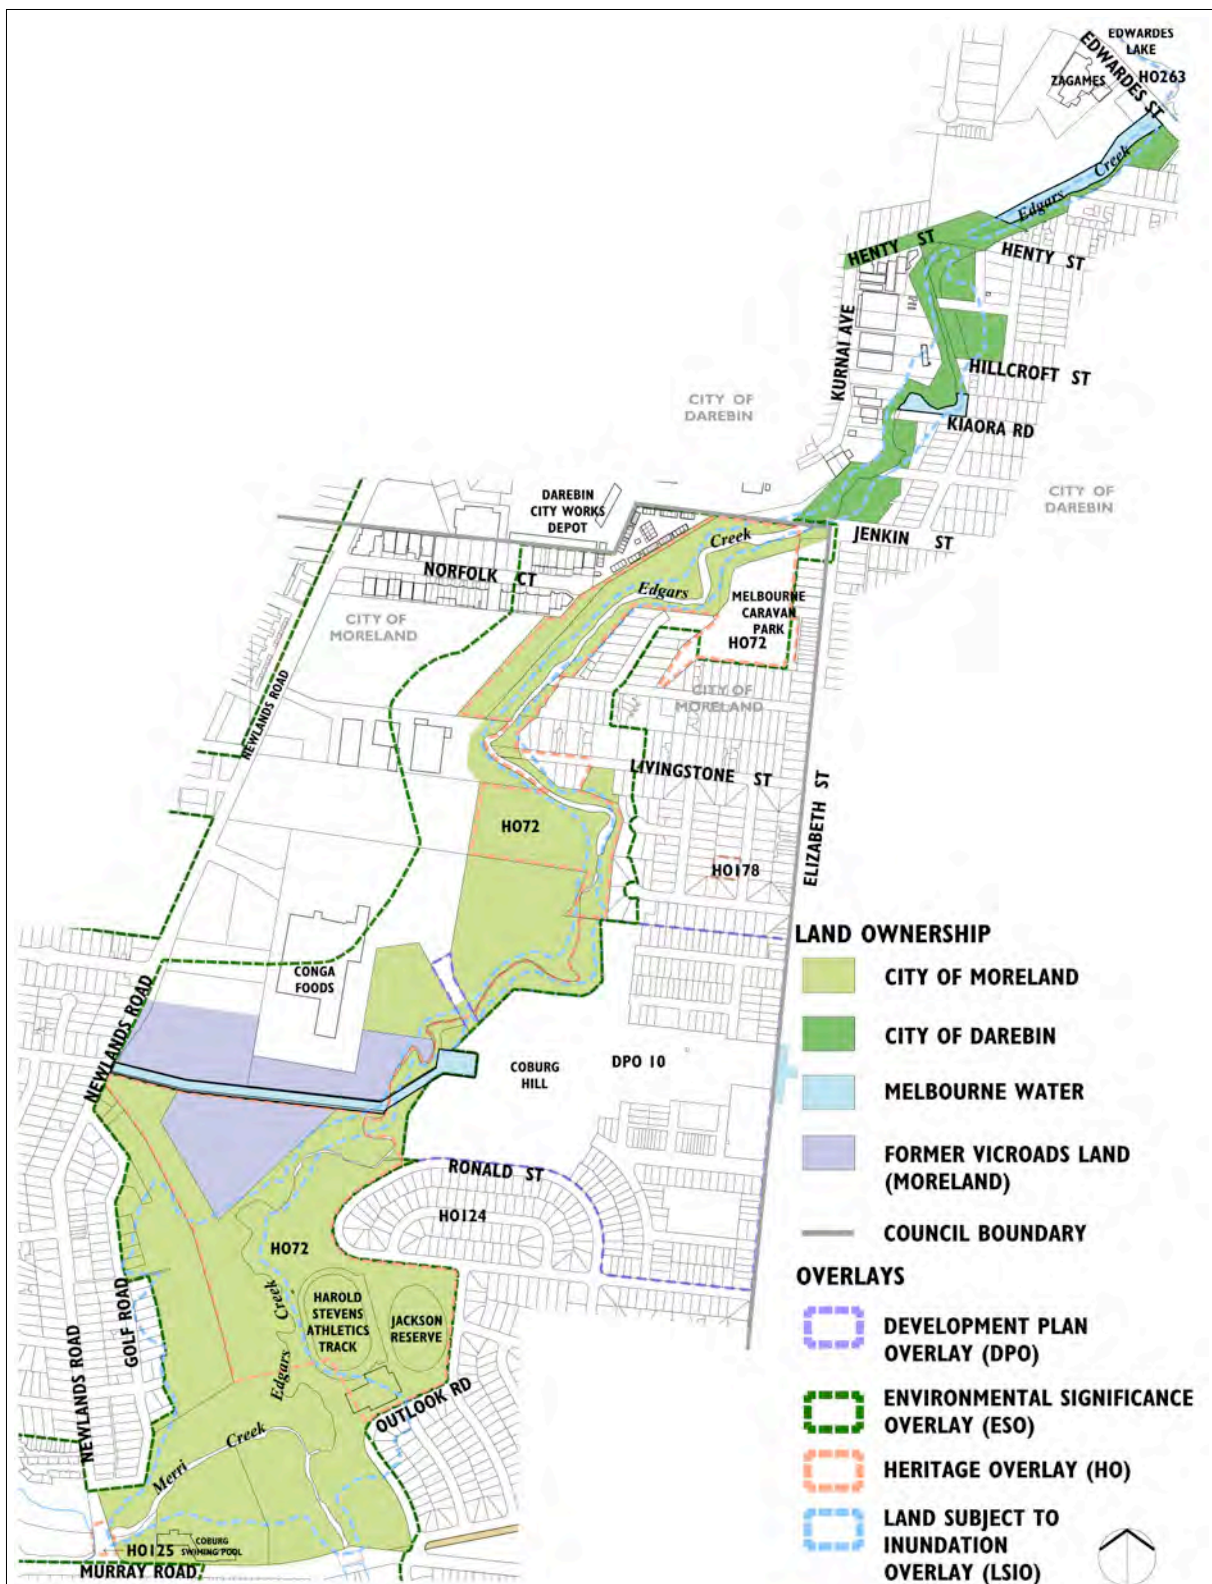 EDWARDES
LAKE
EDWARDES ST
HO263
ZAGAMES
Edgars Creek
HENTY ST
HENTY ST
KURNAI AVE
HILLCROFT ST
CITY OF
DAREBIN
KIAORA RD
CITY OF
DAREBIN
DAREBIN
CITY WORKS
DEPOT
JENKIN ST
Creek
NORFOLK CT
Edgars
MELBOURNE
CARAVAN
PARK
HO72
CITY OF
MORELAND
CITY OF
MORELAND
NEWLANDS ROAD
LIVINGSTONE ST
ELIZABETH ST
HO72
HO178
CONGA
FOODS
NEWLANDS ROAD
COBURG
HILL
DPO 10
RONALD ST
HO124
HO72
GOLF ROAD
NEWLANDS ROAD
Edgars Creek
HAROLD
STEVENS
ATHLETICS
TRACK
JACKSON
RESERVE
OUTLOOK RD
Merri Creek
HO125
COBURG
SWIMING POOL
MURRAY ROAD
LAND OWNERSHIP
CITY OF MORELAND
CITY OF DAREBIN
MELBOURNE WATER
FORMER VICROADS LAND
(MORELAND)
COUNCIL BOUNDARY
OVERLAYS
DEVELOPMENT PLAN
OVERLAY (DPO)
ENVIRONMENTAL SIGNIFICANCE
OVERLAY (ESO)
HERITAGE OVERLAY (HO)
LAND SUBJECT TO
INUNDATION
OVERLAY (LSIO)